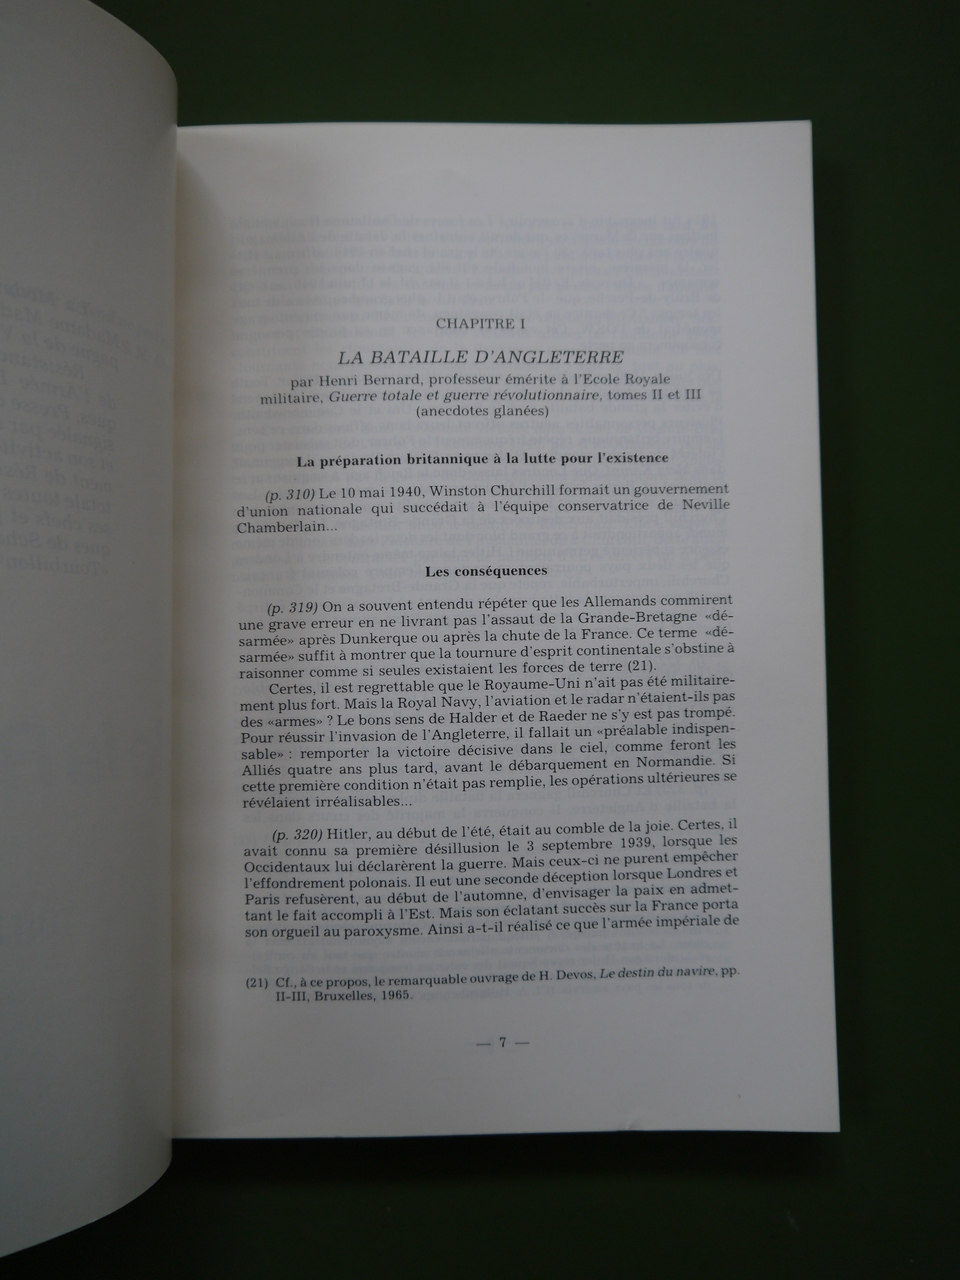 CHAPITRE I
LA BATAILLE D'ANGLETERRE
par Henri Bernard, professeur émérite à l'Ecole Royale
militaire, Guerre totale et guerre révolutionnaire, tomes II et III
(anecdotes glanées)
La préparation britannique à la lutte pour l'existence
(p. 310) Le 10 mai 1940, Winston Churchill formait un gouvernement
d'union nationale qui succédait à l'équipe conservatrice de Neville
Chamberlain...
Les conséquences
(p. 319) On a souvent entendu répéter que les Allemands commirent
une grave erreur en ne livrant pas l'assaut de la Grande-Bretagne «dé-
sarmée» après Dunkerque ou après la chute de la France. Ce terme «dé-
sarmée» suffit à montrer que la tournure d'esprit continentale s'obstine à
raisonner comme si seules existaient les forces de terre (21).
Certes, il est regrettable que le Royaume-Uni n'ait pas été militaire-
ment plus fort. Mais la Royal Navy, l'aviation et le radar n'étaient-ils pas
des «armes» ? Le bons sens de Halder et de Raeder ne s'y est pas trompé.
Pour réussir l'invasion de l'Angleterre, il fallait un «préalable indispen-
sable» : remporter la victoire décisive dans le ciel, comme feront les
Alliés quatre ans plus tard, avant le débarquement en Normandie. Si
cette première condition n'était pas remplie, les opérations ultérieures se
révélaient irréalisables...
(p. 320) Hitler, au début de l'été, était au comble de la joie. Certes, il
avait connu sa première désillusion le 3 septembre 1939, lorsque les
Occidentaux lui déclarèrent la guerre. Mais ceux-ci ne purent empêcher
l'effondrement polonais. Il eut une seconde déception lorsque Londres et
Paris refusèrent, au début de l'automne, d'envisager la paix en admet-
tant le fait accompli à l'Est. Mais son éclatant succès sur la France porta
son orgueil au paroxysme. Ainsi a-t-il réalisé ce que l'armée impériale de
(21) Cf., à ce propos, le remarquable ouvrage de H. Devos, Le destin du navire, pp.
II-III, Bruxelles, 1965.
— 7 —